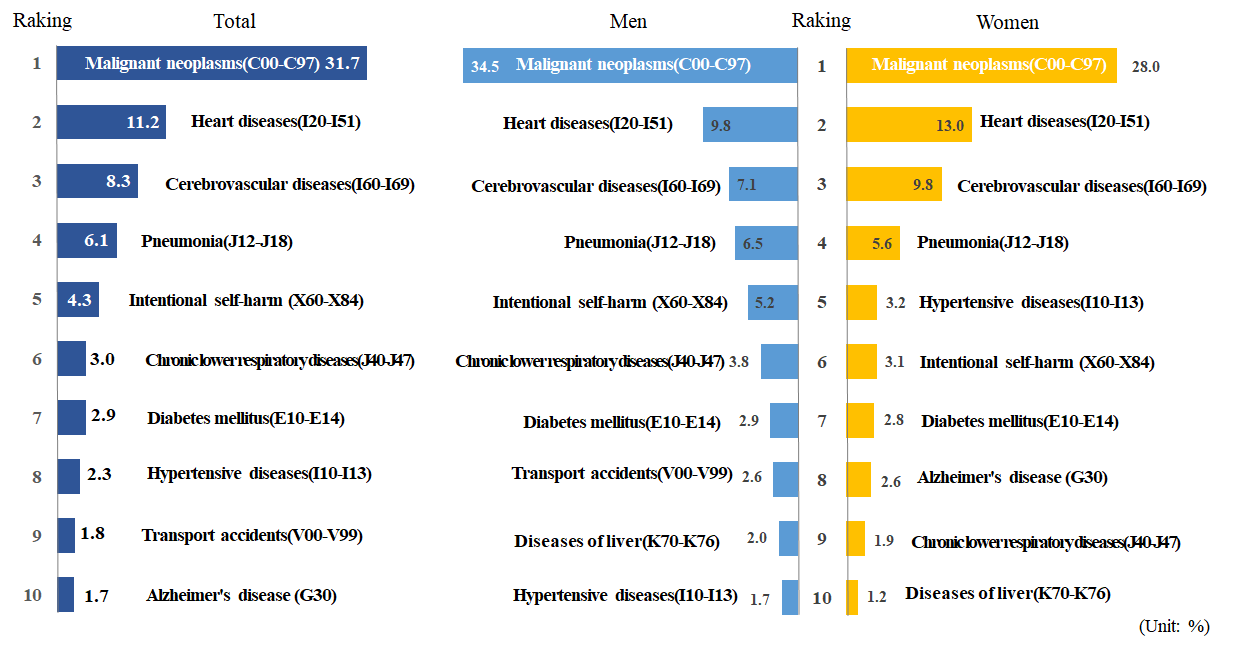 Raking Total Men Raking Women
1 Malignant neoplasms(C00-C97) 31.7 34.5 Malignant neoplasms(C00-C97) 1 Malignant neoplasms(C00-C97) 28.0
2 11.2 Heart diseases(I20-I51) Heart diseases(I20-I51) 9.8 2 13.0 Heart diseases(I20-I51)
3 8.3 Cerebrovascular diseases(I60-I69) Cerebrovascular diseases(I60-I69) 7.1 3 9.8 Cerebrovascular diseases(I60-I69)
4 6.1 Pneumonia(J12-J18) Pneumonia(J12-J18) 6.5 4 5.6 Pneumonia(J12-J18)
5 4.3 Intentional self-harm (X60-X84) Intentional self-harm (X60-X84) 5.2 5 3.2 Hypertensive diseases(I10-I13)
6 3.0 Chronic lower respiratory diseases(J40-J47) Chronic lower respiratory diseases(J40-J47) 3.8 6 3.1 Intentional self-harm (X60-X84)
7 2.9 Diabetes mellitus(E10-E14) Diabetes mellitus(E10-E14) 2.9 7 2.8 Diabetes mellitus(E10-E14)
8 2.3 Hypertensive diseases(I10-I13) Transport accidents(V00-V99) 2.6 8 2.6 Alzheimer's disease (G30)
9 1.8 Transport accidents(V00-V99) Diseases of liver(K70-K76) 2.0 9 1.9 Chronic lower respiratory diseases(J40-J47)
10 1.7 Alzheimer's disease (G30) Hypertensive diseases(I10-I13) 1.7 10 1.2 Diseases of liver(K70-K76)
(Unit: %)